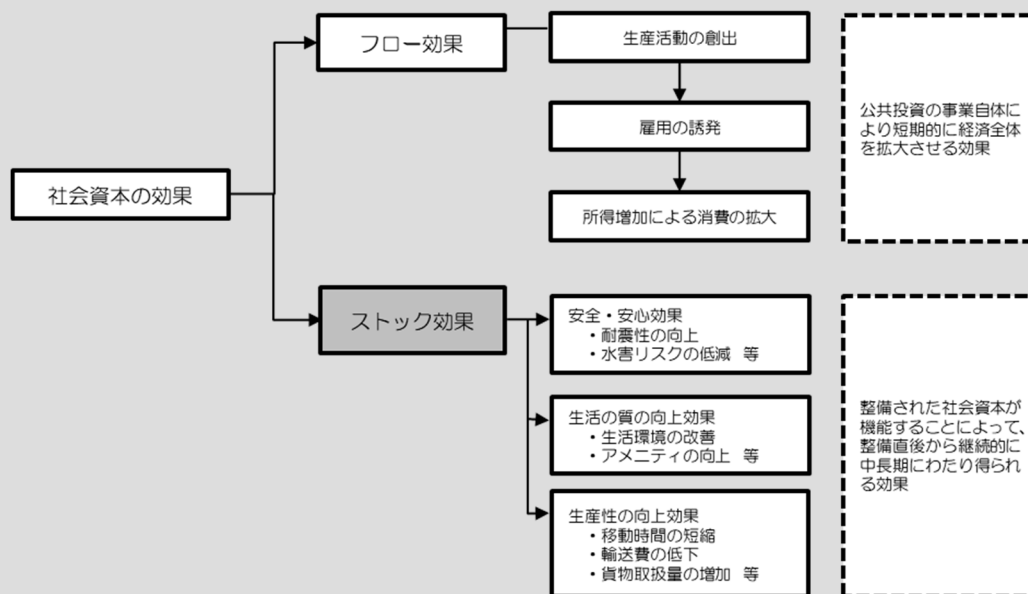 社会資本の効果
フロー効果
生産活動の創出
雇用の誘発
所得増加による消費の拡大
公共投資の事業自体に
より短期的に経済全体
を拡大させる効果
ストック効果
安全・安心効果
・耐震性の向上
・水害リスクの低減 等
生活の質の向上効果
・生活環境の改善
・アメニティの向上 等
生産性の向上効果
・移動時間の短縮
・輸送費の低下
・貨物取扱量の増加 等
整備された社会資本が
機能することによって、
整備直後から継続的に
中長期にわたり得られ
る効果